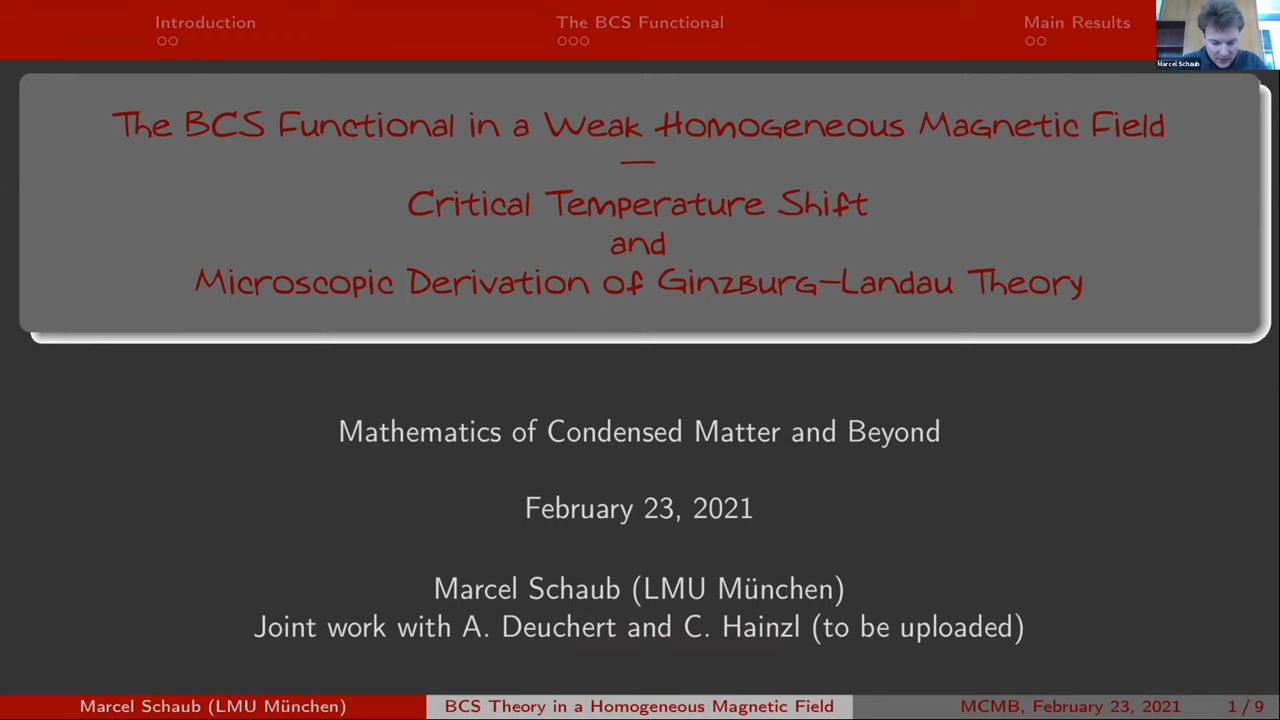 Introduction
The BCS Functional
Main Results
Marcel Schaub
The BCS Functional in a Weak Homogeneous Magnetic Field
—
Critical Temperature Shift
and
Microscopic Derivation of Ginzburg–Landau Theory
Mathematics of Condensed Matter and Beyond
February 23, 2021
Marcel Schaub (LMU München)
Joint work with A. Deuchert and C. Hainzl (to be uploaded)
Marcel Schaub (LMU München)
BCS Theory in a Homogeneous Magnetic Field
MCMB, February 23, 2021
1 / 9